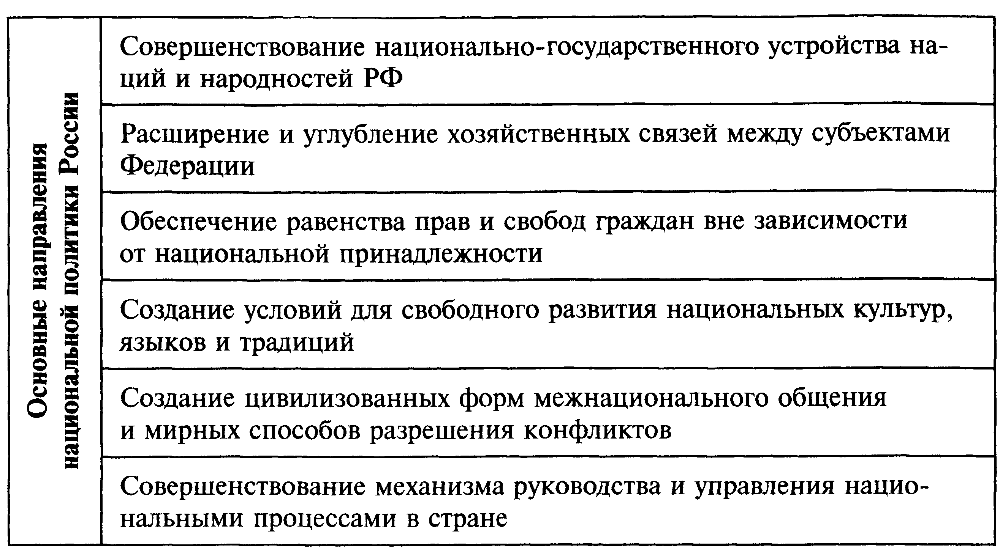 Основные направления
национальной политики России
Совершенствование национально-государственного устройства на-
ций и народностей РФ
Расширение и углубление хозяйственных связей между субъектами
Федерации
Обеспечение равенства прав и свобод граждан вне зависимости
от национальной принадлежности
Создание условий для свободного развития национальных культур,
языков и традиций
Создание цивилизованных форм межнационального общения
и мирных способов разрешения конфликтов
Совершенствование механизма руководства и управления нацио-
нальными процессами в стране